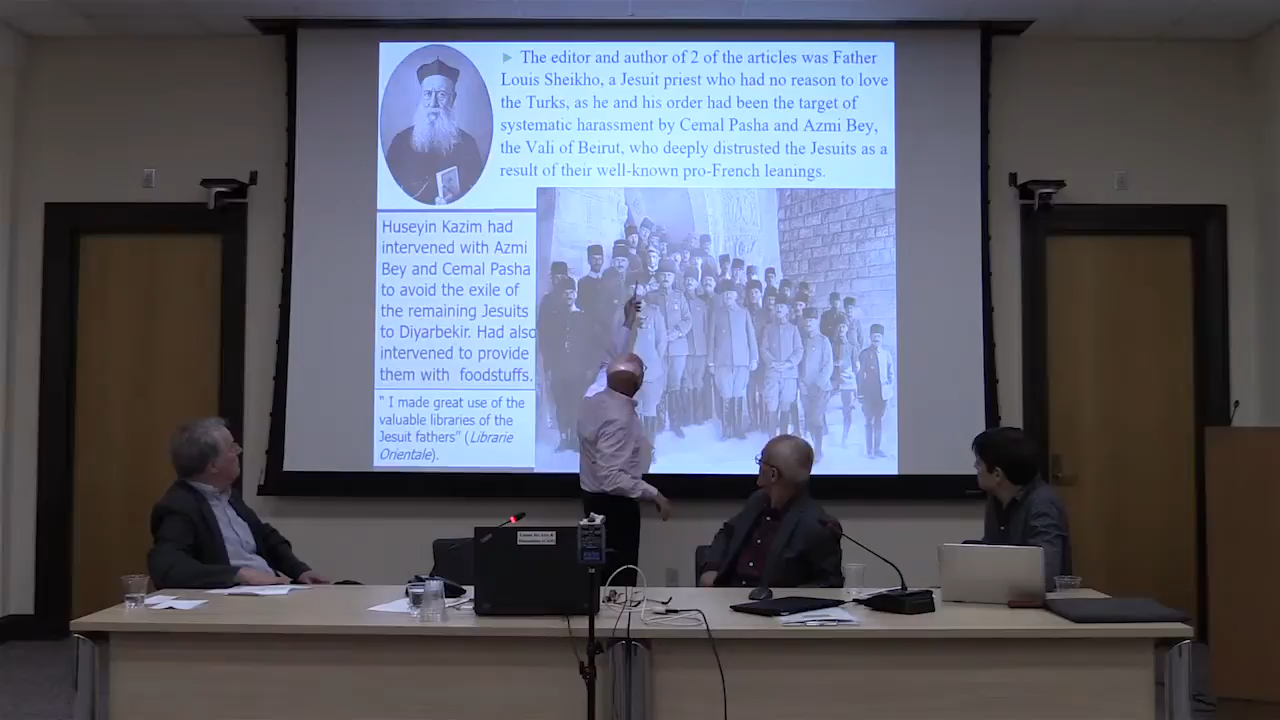 ▶ The editor and author of 2 of the articles was Father
Louis Sheikho, a Jesuit priest who had no reason to love
the Turks, as he and his order had been the target of
systematic harassment by Cemal Pasha and Azmi Bey,
the Vali of Beirut, who deeply distrusted the Jesuits as a
result of their well-known pro-French leanings.
Huseyin Kazim had
intervened with Azmi
Bey and Cemal Pasha
to avoid the exile of
the remaining Jesuits
to Diyarbekir. Had also
intervened to provide
them with foodstuffs.
“ I made great use of the
valuable libraries of the
Jesuit fathers” (Librarie
Orientale).